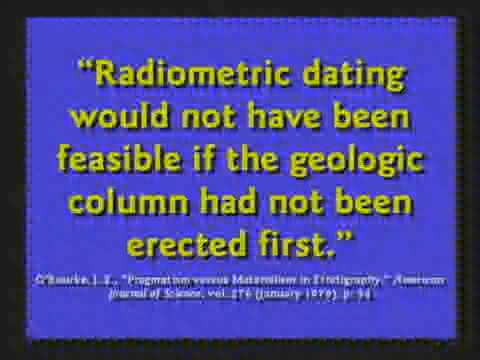 “Radiometric dating
would not have been
feasible if the geologic
column had not been
erected first.”
O'Rourke, J. E., “Pragmatism versus Materialism in Stratigraphy,” American
Journal of Science, vol. 276 (January 1976), p. 54